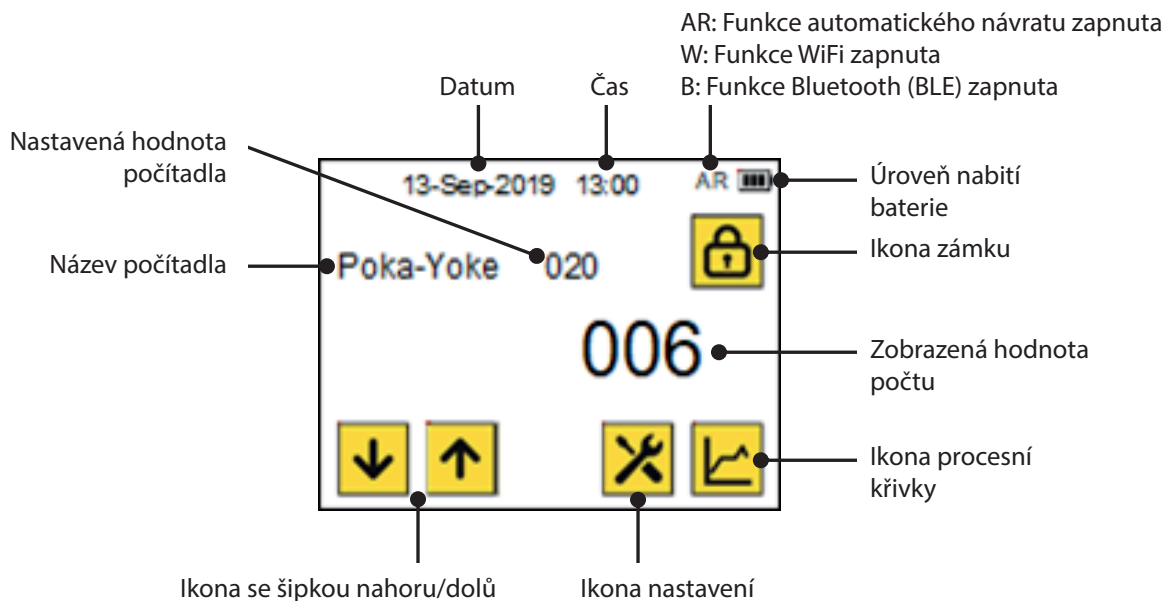 AR: Funkce automatického návratu zapnuta
W: Funkce WiFi zapnuta
B: Funkce Bluetooth (BLE) zapnuta
Datum
Čas
Nastavená hodnota
počítadla
13-Sep-2019 13:00 AR
Úroveň nabití
baterie
Ikona zámku
Název počítadla
Poka-Yoke 020
006
Zobrazená hodnota
počtu
Ikona procesní
křivky
Ikona se šipkou nahoru/dolů
Ikona nastavení